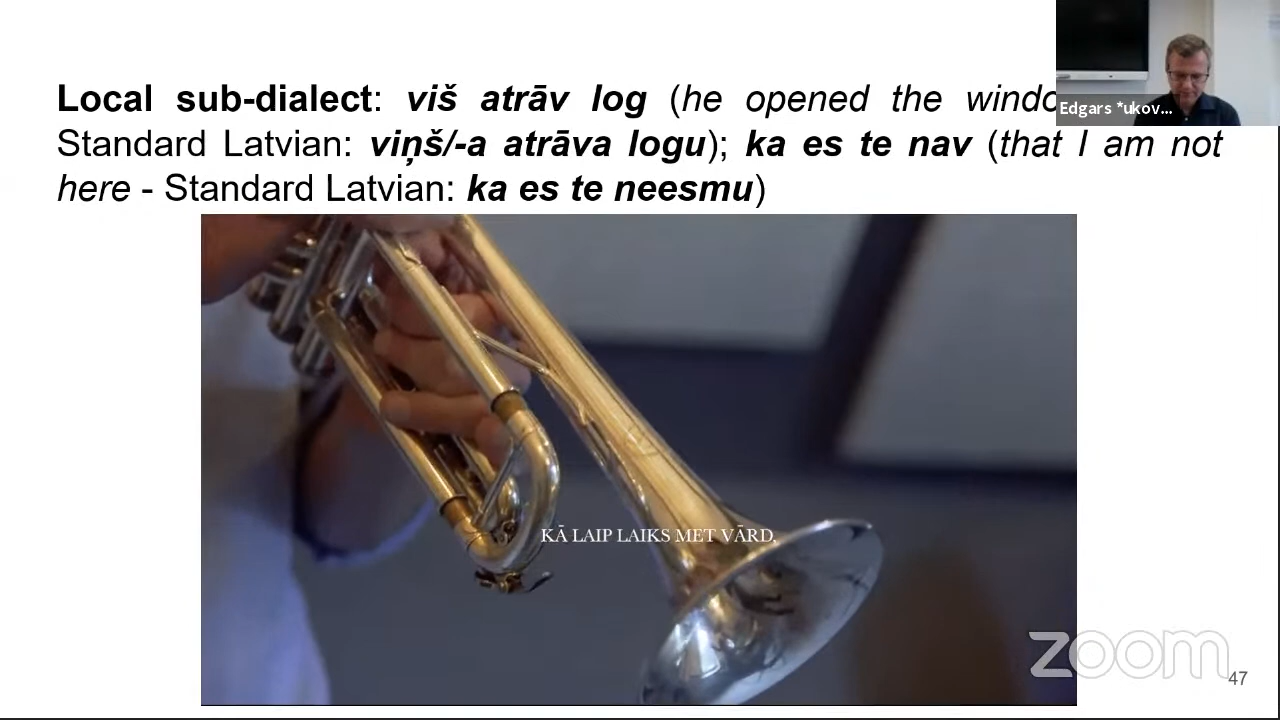 Local sub-dialect: viš atrāv log (he opened the
Standard Latvian: viņš/-a atrāva logu); ka es te nav (that I am not
here - Standard Latvian: ka es te neesmu)
Edgars *ukov...
KĀ LAIP LAIKS MET VĀRD,
zoom
47